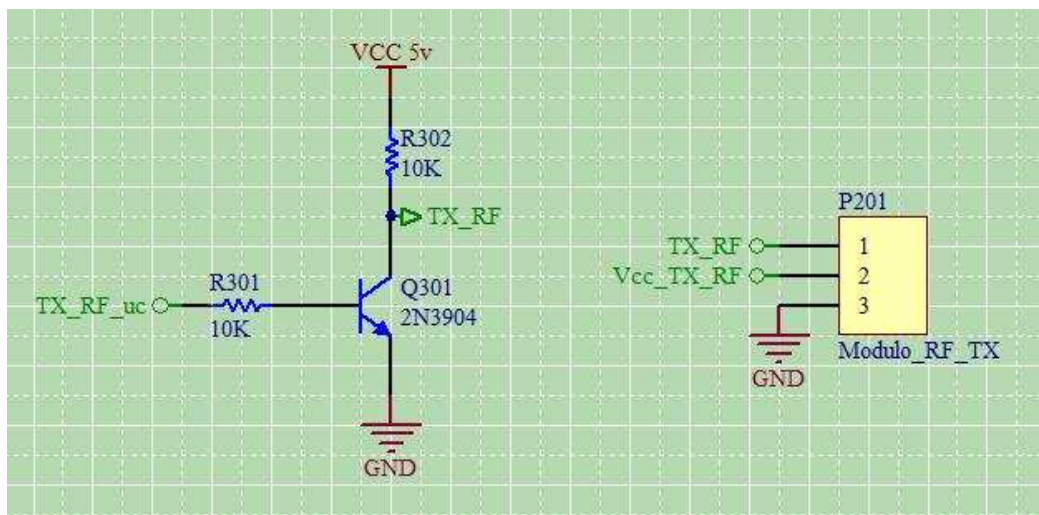 VCC 5v
R302
10K
TX_RF
R301
10K
TX_RF_uc
Q301
2N3904
GND
P201
TX_RF
1
Vcc_TX_RF
2
3
Modulo_RF_TX
GND